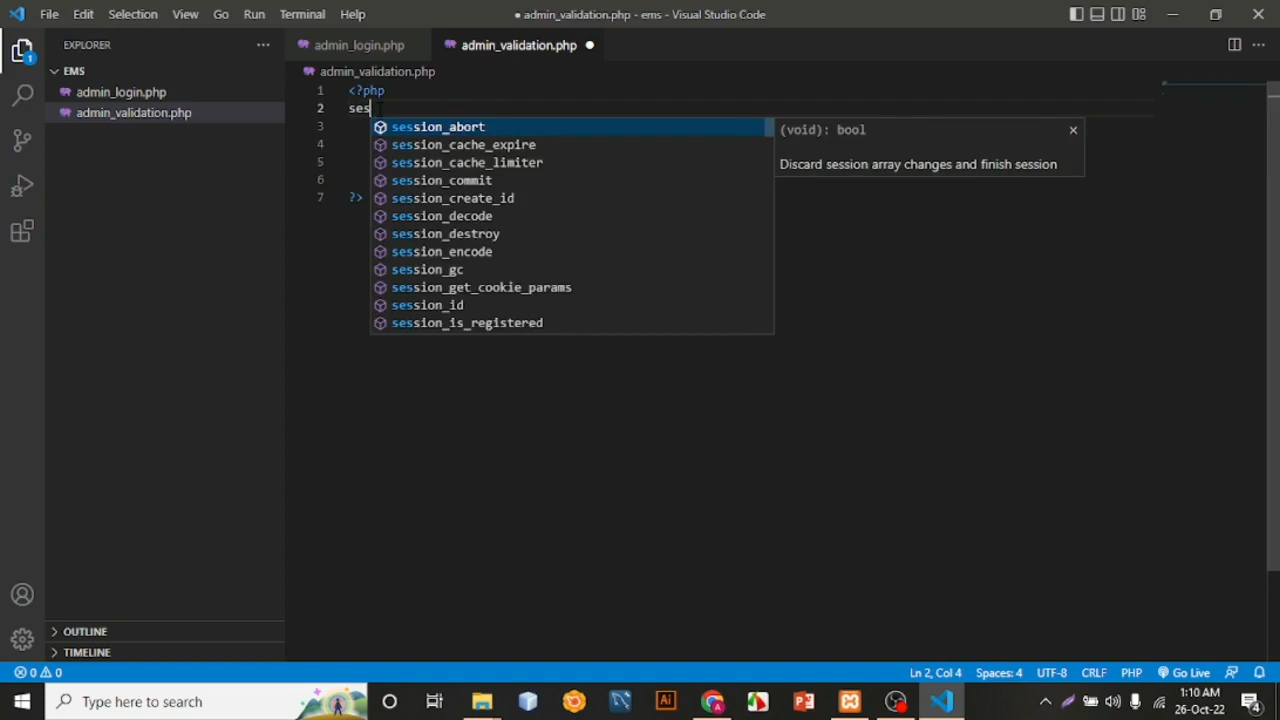 File Edit Selection View Go Run Terminal Help
● admin_validation.php - ems - Visual Studio Code
EXPLORER
admin_login.php
admin_validation.php
EMS
admin_validation.php
admin_login.php
admin_validation.php
1 <?php
2 ses
3
4
5
6
7 ?>
session_abort
session_cache_expire
session_cache_limiter
session_commit
session_create_id
session_decode
session_destroy
session_encode
session_gc
session_get_cookie_params
session_id
session_is_registered
(void): bool
Discard session array changes and finish session
1
OUTLINE
TIMELINE
0 0
Ln 2, Col 4 Spaces: 4 UTF-8 CRLF PHP Go Live
Type here to search
Ai
1:10 AM
26-Oct-22
4